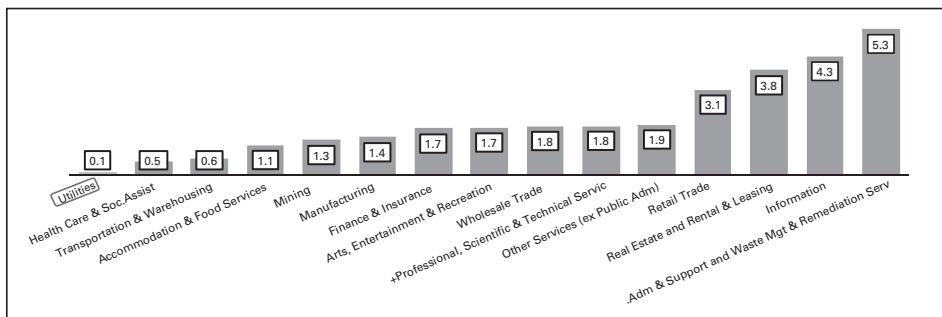 0.1
0.5
0.6
1.1
1.3
1.4
1.7
1.7
1.8
1.8
1.9
3.1
3.8
4.3
5.3
Utilities
Health Care & Soc.Assist
Transportation & Warehousing
Accommodation & Food Services
Mining
Manufacturing
Finance & Insurance
Arts, Entertainment & Recreation
Wholesale Trade
+Professional, Scientific & Technical Servic
Other Services (ex Public Adm)
Retail Trade
Real Estate and Rental & Leasing
Information
.Adm & Support and Waste Mgt & Remediation Serv